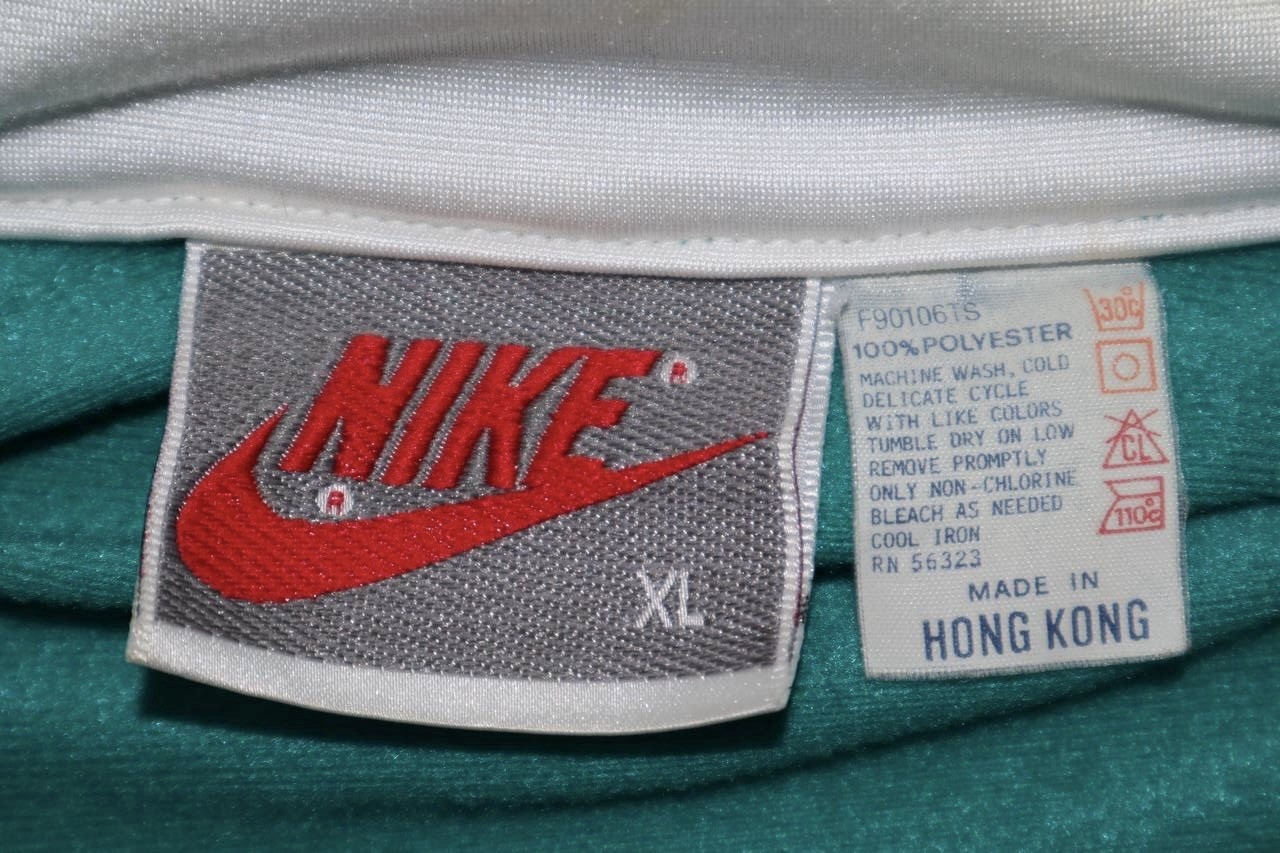 NIKE®
®
XL
F90106TS
100% POLYESTER
MACHINE WASH, COLD
DELICATE CYCLE
WITH LIKE COLORS
TUMBLE DRY ON LOW
REMOVE PROMPTLY
ONLY NON-CHLORINE
BLEACH AS NEEDED
COOL IRON
RN 56323
MADE IN
HONG KONG
30°C
CL
110°C